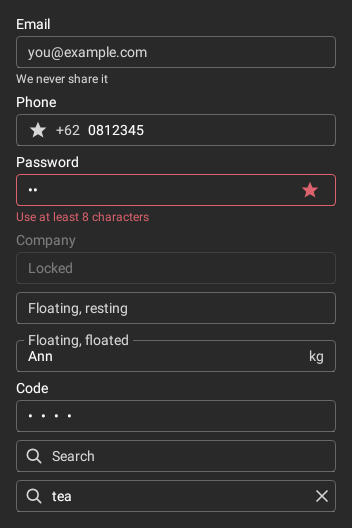 Email
you@example.com
We never share it
Phone
+62 0812345
Password
••
Use at least 8 characters
Company
Locked
Floating, resting
Floating, floated
Ann kg
Code
• • • •
Search
tea